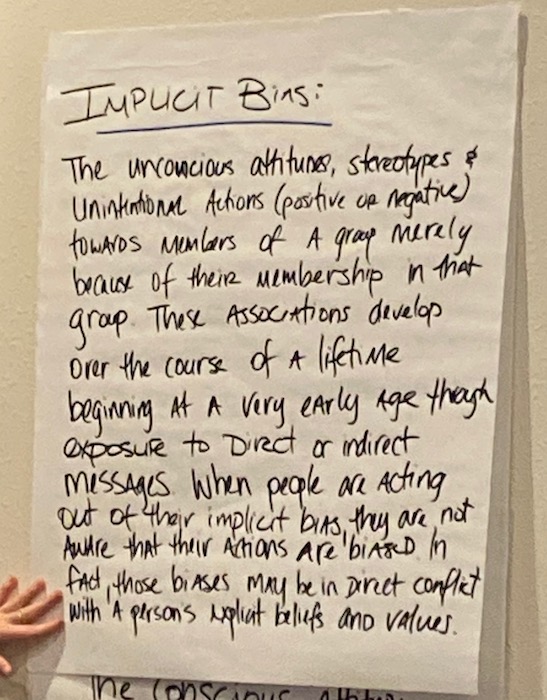 IMPLICIT BIAS:
The unconcious attitudes, stereotypes &
Unintentional Actions (positive or negative)
towards members of A group merely
because of their membership in that
group. These Associations develop
over the course of A lifetime
beginning At A very early Age though
exposure to Direct or indirect
messages. When people are Acting
out of their implicit bias, they are not
Aware that their Actions are biased. In
fact, those biases may be in Direct conflict
with A persons explicit beliefs and values.
The Conscious